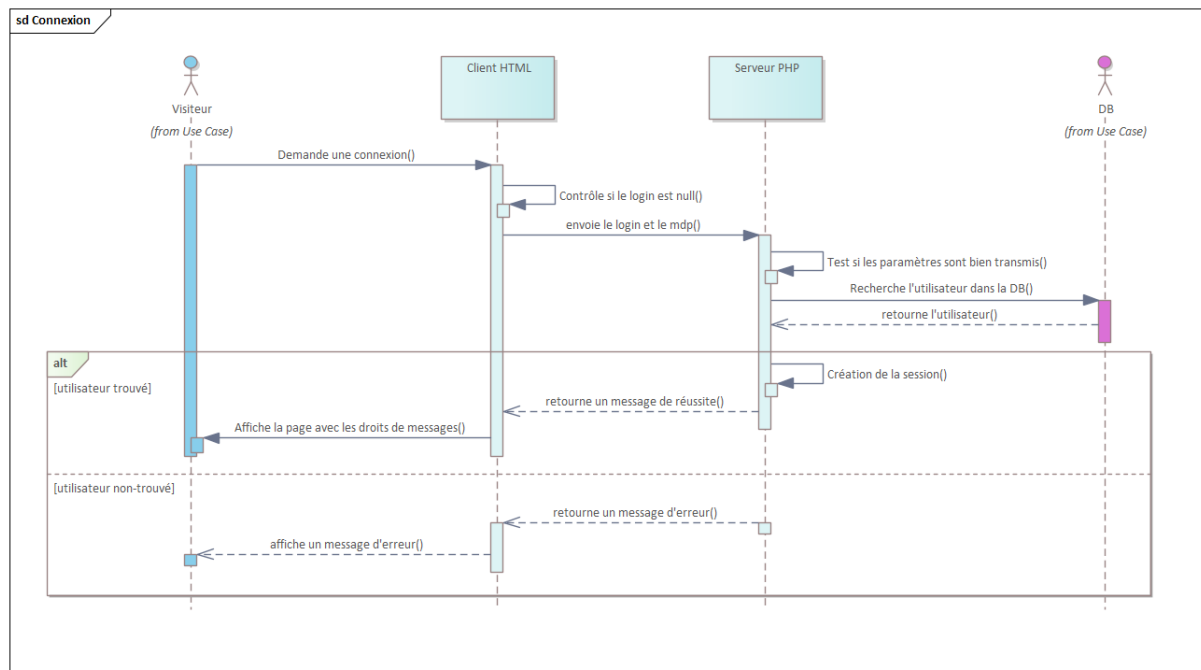 sd Connexion
Client HTML
Serveur PHP
Visiteur
(from Use Case)
DB
(from Use Case)
Demande une connexion()
Contrôle si le login est null()
envoie le login et le mdp()
Test si les paramètres sont bien transmis()
Recherche l'utilisateur dans la DB()
retourne l'utilisateur()
alt
[utilisateur trouvé]
Création de la session()
retourne un message de réussite()
Affiche la page avec les droits de messages()
[utilisateur non-trouvé]
retourne un message d'erreur()
affiche un message d'erreur()